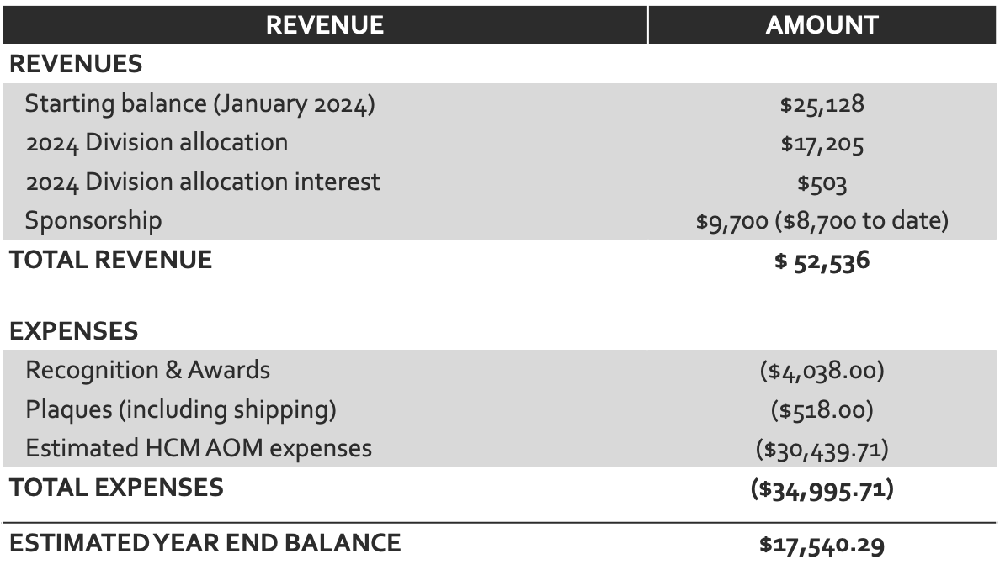 REVENUE AMOUNT
REVENUES
Starting balance (January 2024) $25,128
2024 Division allocation $17,205
2024 Division allocation interest $503
Sponsorship $9,700 ($8,700 to date)
TOTAL REVENUE $ 52,536
EXPENSES
Recognition & Awards ($4,038.00)
Plaques (including shipping) ($518.00)
Estimated HCM AOM expenses ($30,439.71)
TOTAL EXPENSES ($34,995.71)
ESTIMATED YEAR END BALANCE $17,540.29